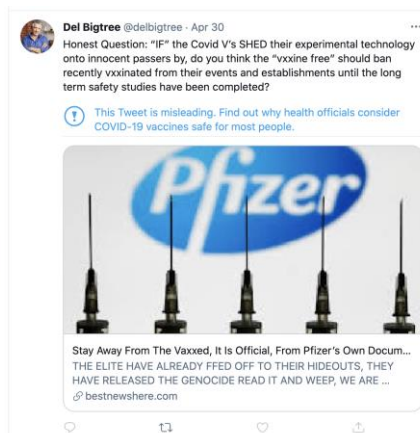 Del Bigtree @delbigtree · Apr 30 ...
Honest Question: “IF” the Covid V's SHED their experimental technology
onto innocent passers by, do you think the “vxxine free” should ban
recently vxxinated from their events and establishments until the long
term safety studies have been completed?
This Tweet is misleading. Find out why health officials consider
COVID-19 vaccines safe for most people.
Pfizer
Stay Away From The Vaxxed, It Is Official, From Pfizer's Own Docum...
THE ELITE HAVE ALREADY FFED OFF TO THEIR HIDEOUTS, THEY
HAVE RELEASED THE GENOCIDE READ IT AND WEEP, WE ARE ...
bestnewshere.com